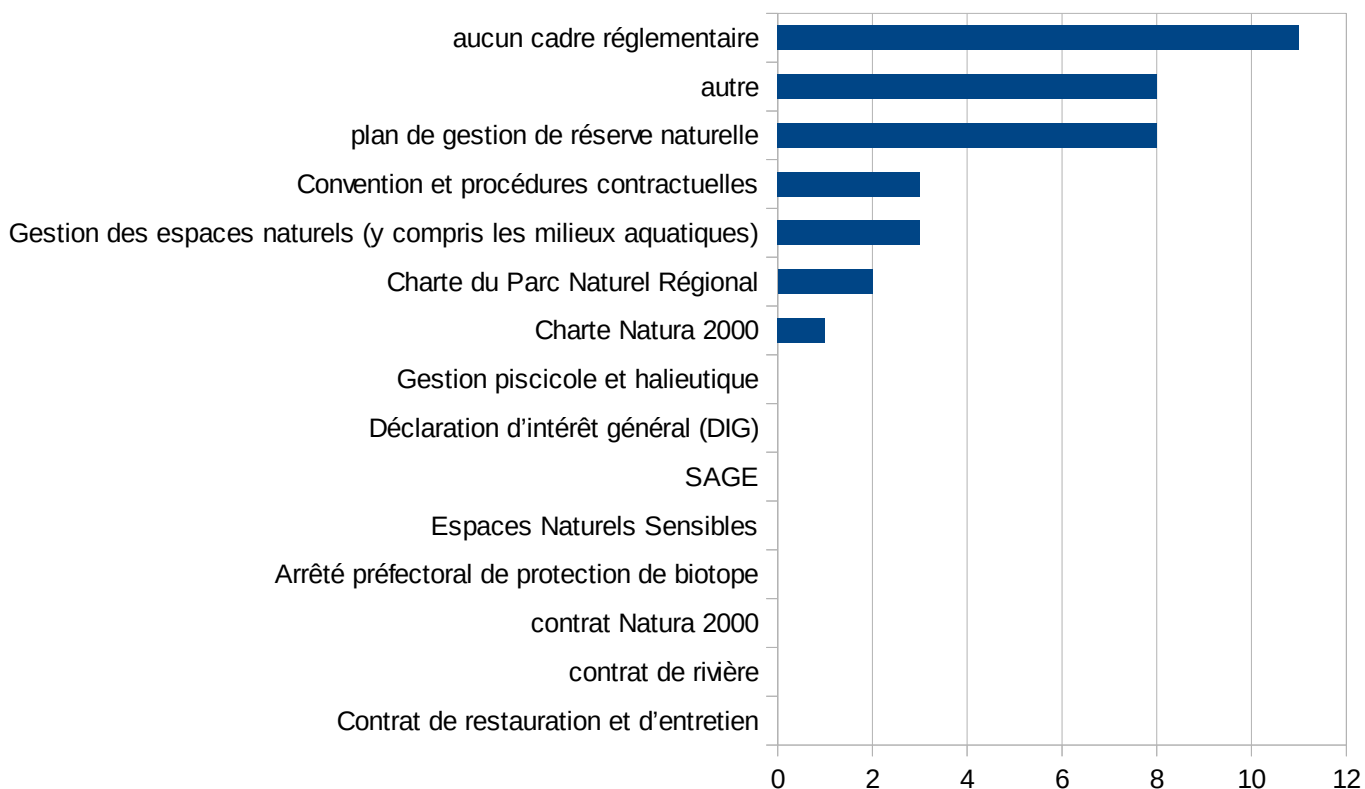 aucun cadre réglementaire
autre
plan de gestion de réserve naturelle
Convention et procédures contractuelles
Gestion des espaces naturels (y compris les milieux aquatiques)
Charte du Parc Naturel Régional
Charte Natura 2000
Gestion piscicole et halieutique
Déclaration d’intérêt général (DIG)
SAGE
Espaces Naturels Sensibles
Arrêté préfectoral de protection de biotope
contrat Natura 2000
contrat de rivière
Contrat de restauration et d’entretien
0 2 4 6 8 10 12